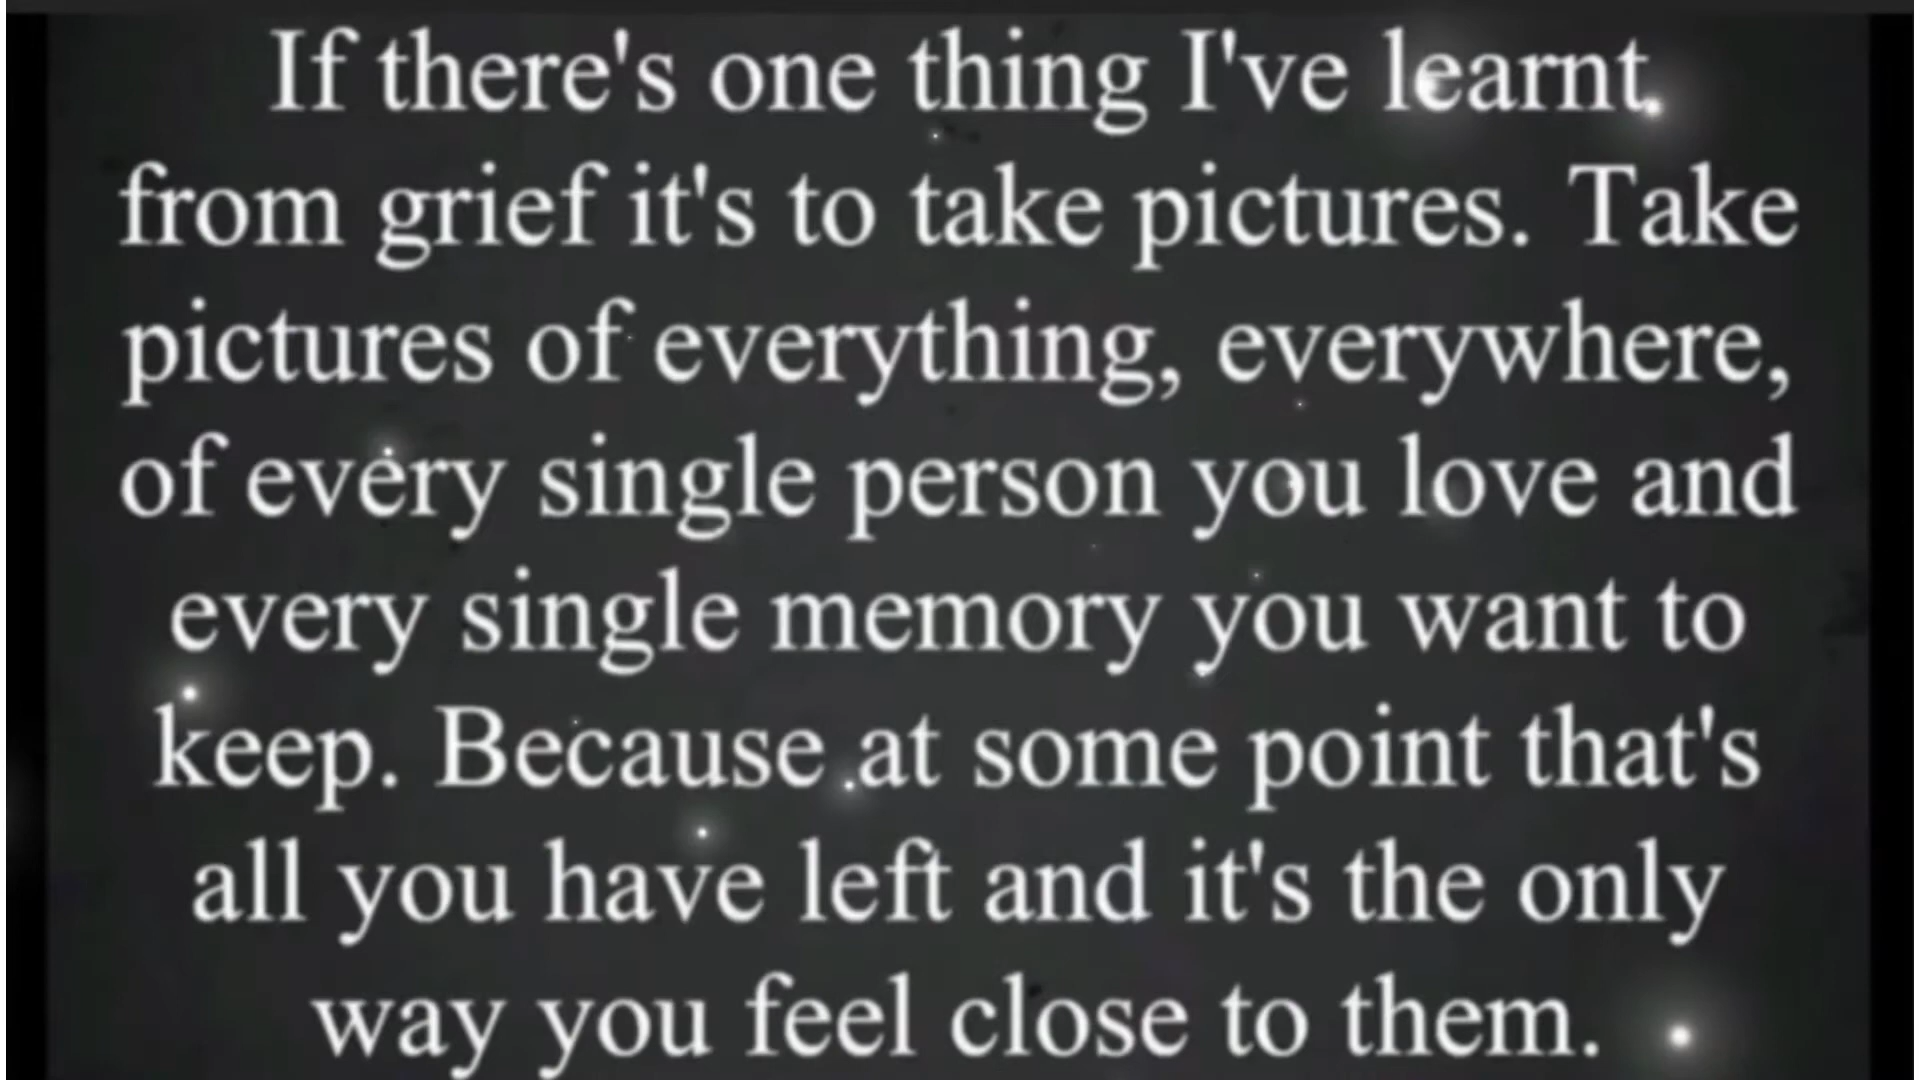 If there's one thing I've learnt
from grief it's to take pictures. Take
pictures of everything, everywhere,
of every single person you love and
every single memory you want to
keep. Because at some point that's
all you have left and it's the only
way you feel close to them.